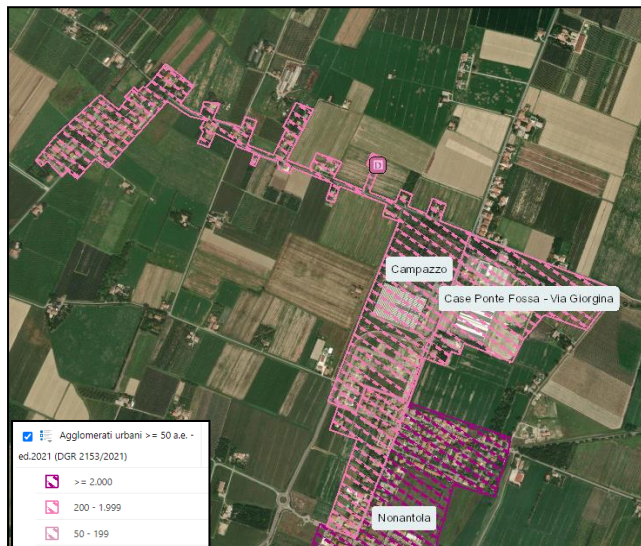 Campazzo
Case Ponte Fossa - Via Giorgina
Nonantola
Agglomerati urbani >= 50 a.e. -
ed.2021 (DGR 2153/2021)
>= 2.000
200 - 1.999
50 - 199